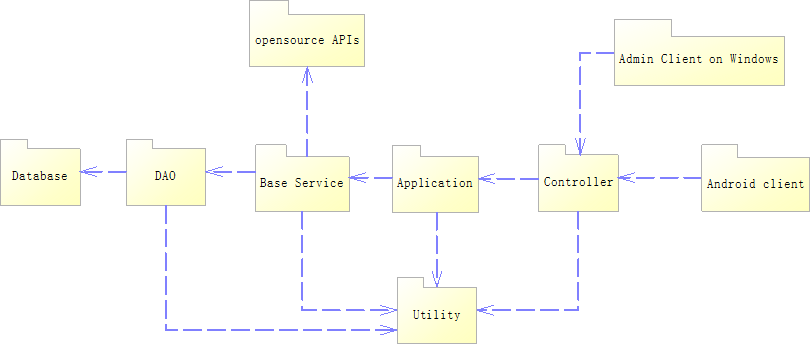 opensource APIs
Admin Client on Windows
Database
DAO
Base Service
Application
Controller
Android client
Utility